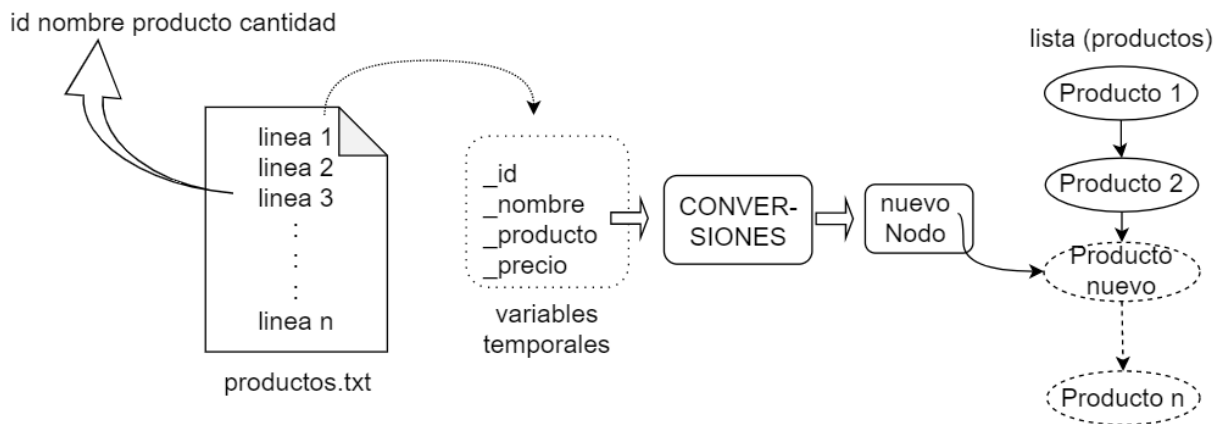 id nombre producto cantidad
linea 1
linea 2
linea 3
.
.
.
.
linea n
productos.txt
_id
_nombre
_producto
_precio
variables
temporales
CONVER-
SIONES
nuevo
Nodo
lista (productos)
Producto 1
Producto 2
Producto
nuevo
Producto n